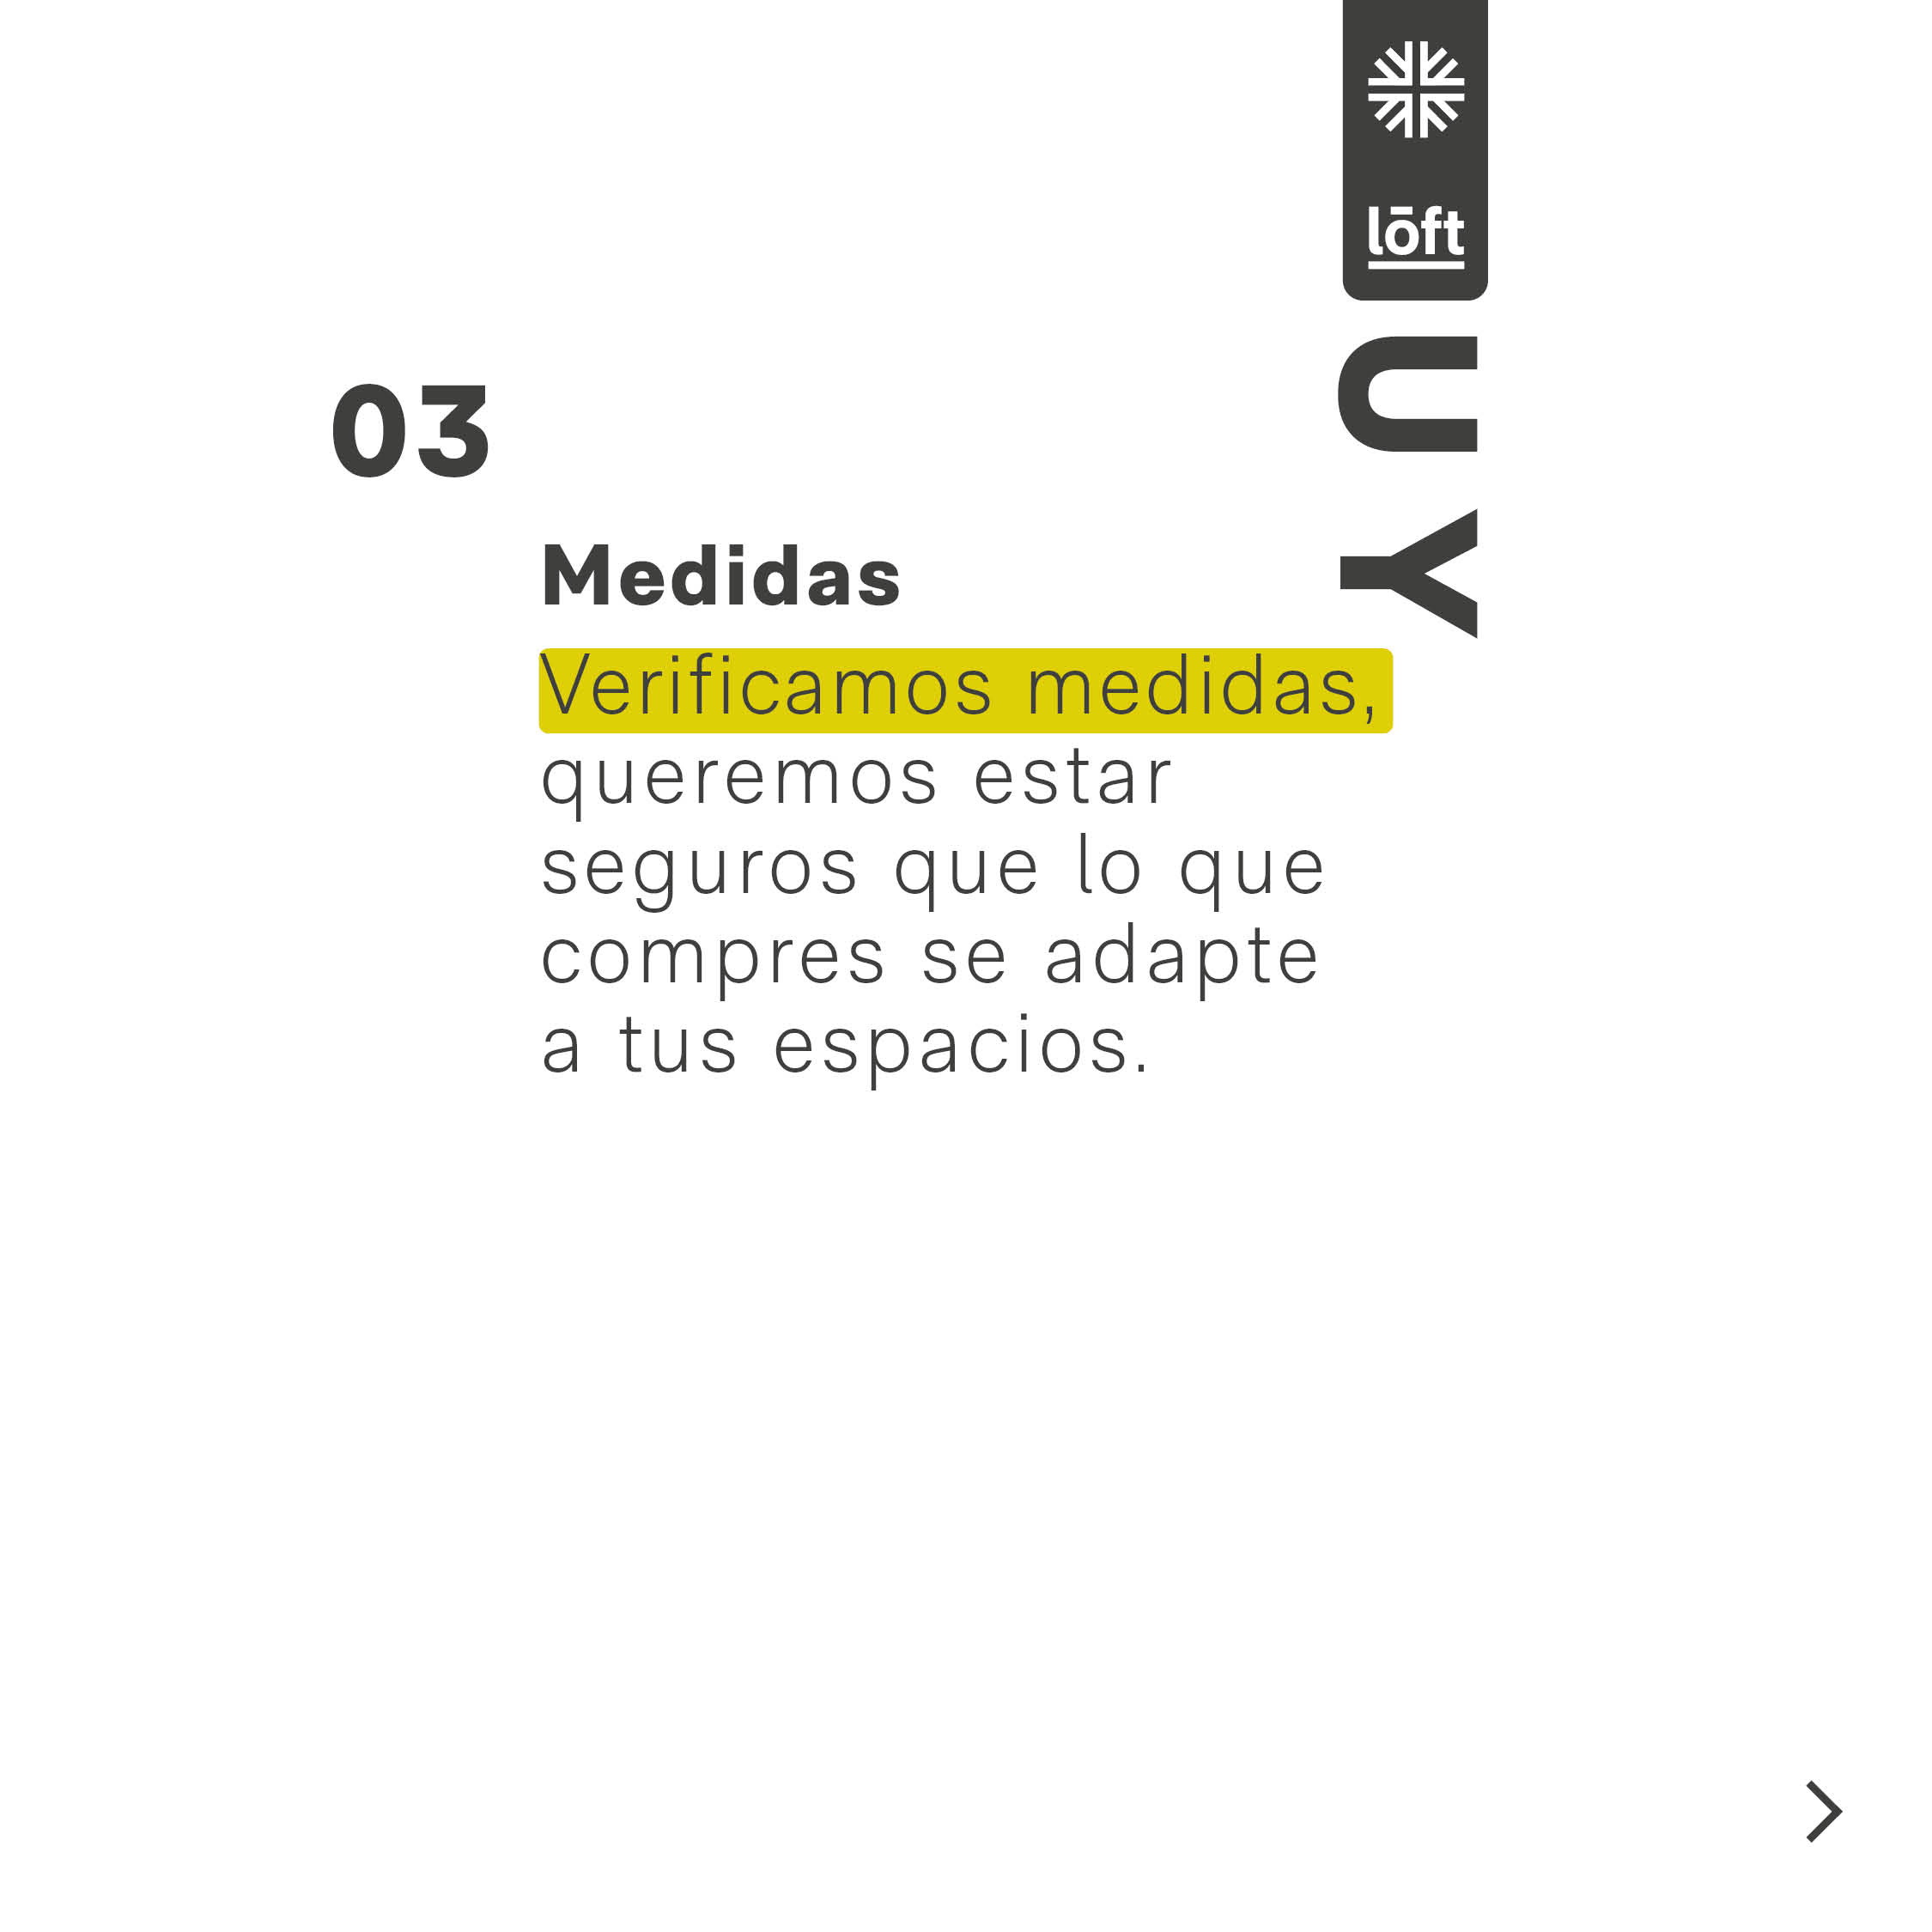 lōft
UY
03
Medidas
Verificamos medidas,
queremos estar
seguros que lo que
compres se adapte
a tus espacios.